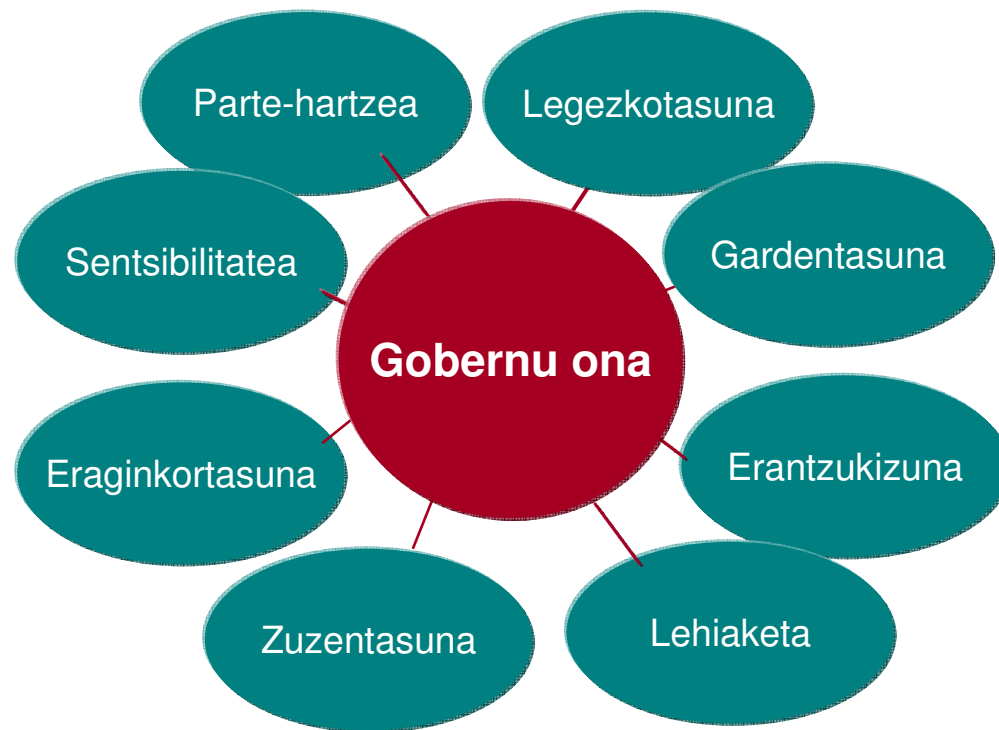 Parte-hartzea
Legezkotasuna
Sentsibilitatea
Gardentasuna
Gobernu ona
Eraginkortasuna
Erantzukizuna
Zuzentasuna
Lehiaketa